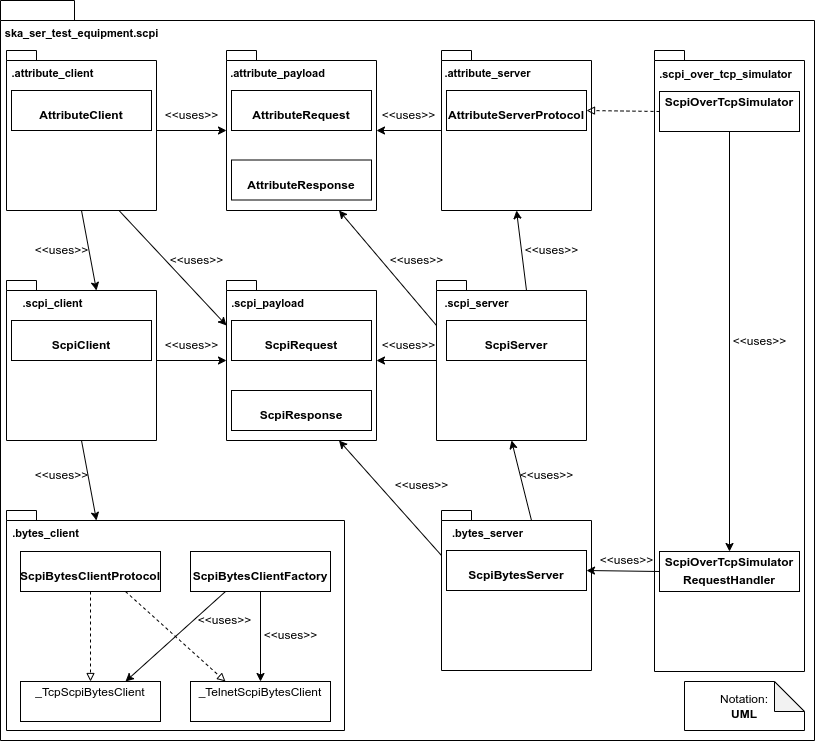 ska_ser_test_equipment.scpi
.attribute_client
AttributeClient
<<uses>>
.attribute_payload
AttributeRequest
AttributeResponse
<<uses>>
.attribute_server
AttributeServerProtocol
.scpi_over_tcp_simulator
ScpiOverTcpSimulator
<<uses>>
<<uses>>
<<uses>>
<<uses>>
.scpi_client
ScpiClient
<<uses>>
.scpi_payload
ScpiRequest
ScpiResponse
<<uses>>
.scpi_server
ScpiServer
<<uses>>
<<uses>>
<<uses>>
<<uses>>
.bytes_client
ScpiBytesClientProtocol
ScpiBytesClientFactory
<<uses>>
<<uses>>
_TcpScpiBytesClient
_TelnetScpiBytesClient
.bytes_server
ScpiBytesServer
<<uses>>
ScpiOverTcpSimulator
RequestHandler
Notation:
UML